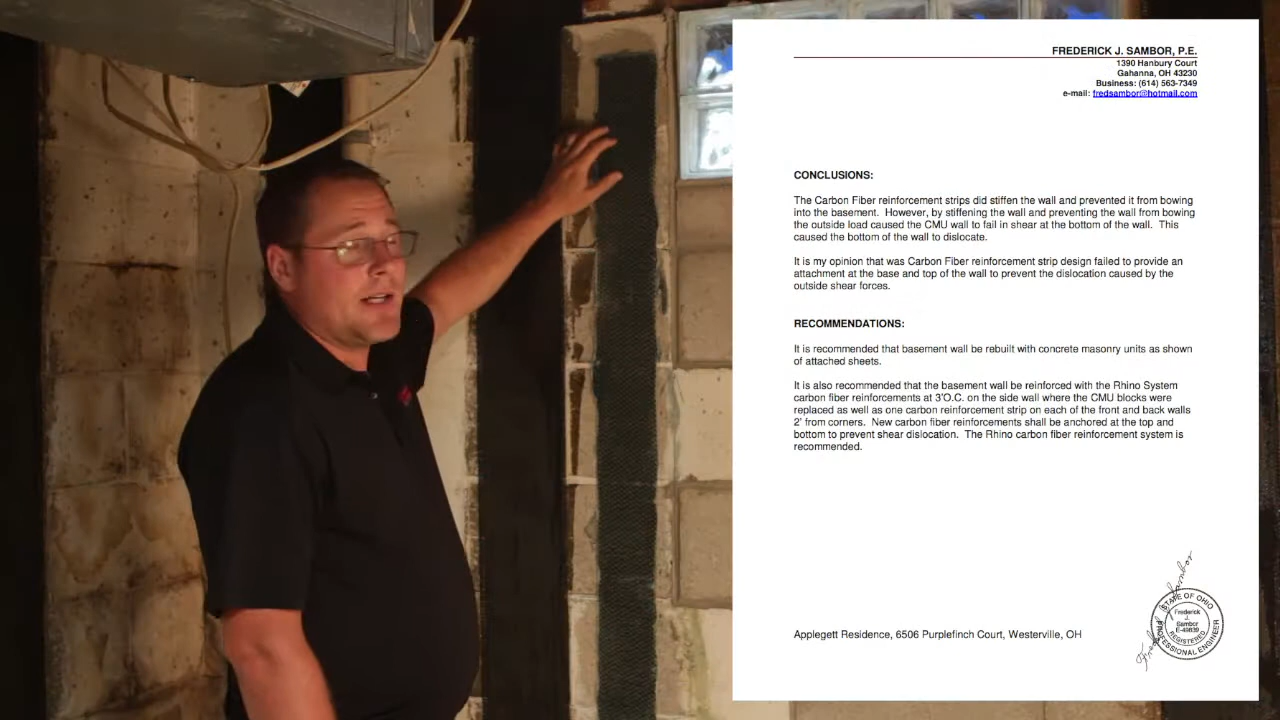 FREDERICK J. SAMBOR, P.E.
1390 Hanbury Court
Gahanna, OH 43230
Business: (614) 563-7349
e-mail: fredsambor@hotmail.com
CONCLUSIONS:
The Carbon Fiber reinforcement strips did stiffen the wall and prevented it from bowing
into the basement. However, by stiffening the wall and preventing the wall from bowing
the outside load caused the CMU wall to fail in shear at the bottom of the wall. This
caused the bottom of the wall to dislocate.
It is my opinion that was Carbon Fiber reinforcement strip design failed to provide an
attachment at the base and top of the wall to prevent the dislocation caused by the
outside shear forces.
RECOMMENDATIONS:
It is recommended that basement wall be rebuilt with concrete masonry units as shown
of attached sheets.
It is also recommended that the basement wall be reinforced with the Rhino System
carbon fiber reinforcements at 3'O.C. on the side wall where the CMU blocks were
replaced as well as one carbon reinforcement strip on each of the front and back walls
2' from corners. New carbon fiber reinforcements shall be anchored at the top and
bottom to prevent shear dislocation. The Rhino carbon fiber reinforcement system is
recommended.
Applegett Residence, 6506 Purplefinch Court, Westerville, OH
STATE OF OHIO
Frederick
J.
Sambor
E-49839
REGISTERED
PROFESSIONAL ENGINEER